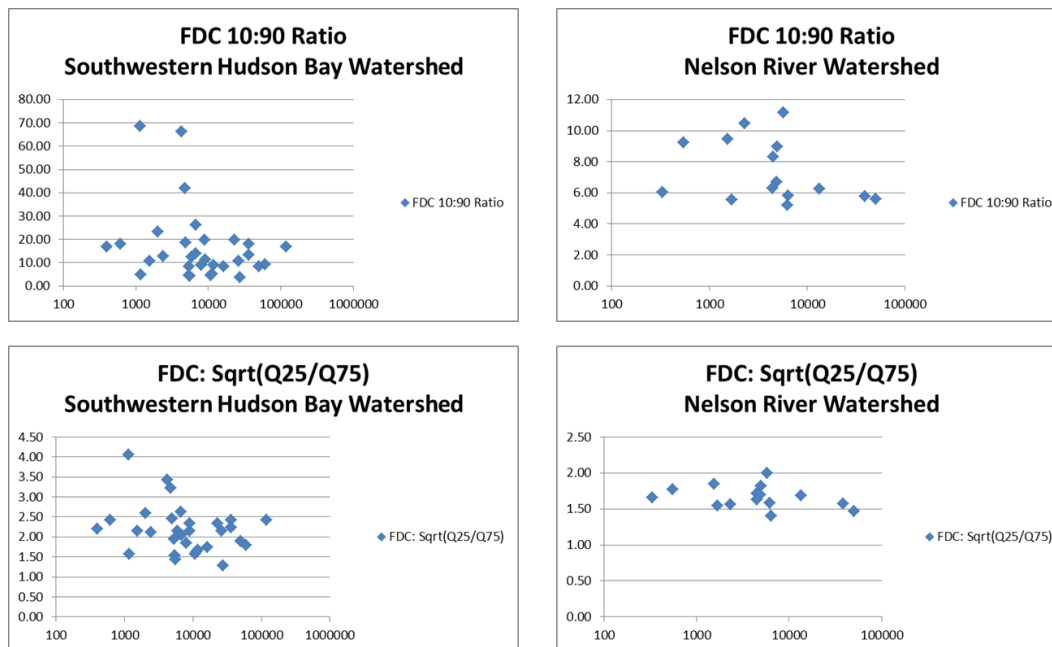 FDC 10:90 Ratio
Southwestern Hudson Bay Watershed
80.00
70.00
60.00
50.00
40.00
30.00
20.00
10.00
0.00
100 1000 10000 100000 1000000
FDC 10:90 Ratio
FDC 10:90 Ratio
Nelson River Watershed
12.00
10.00
8.00
6.00
4.00
2.00
0.00
100 1000 10000 100000
FDC 10:90 Ratio
FDC: Sqrt(Q25/Q75)
Southwestern Hudson Bay Watershed
4.50
4.00
3.50
3.00
2.50
2.00
1.50
1.00
0.50
0.00
100 1000 10000 100000 1000000
FDC: Sqrt(Q25/Q75)
FDC: Sqrt(Q25/Q75)
Nelson River Watershed
2.50
2.00
1.50
1.00
0.50
0.00
100 1000 10000 100000
FDC: Sqrt(Q25/Q75)